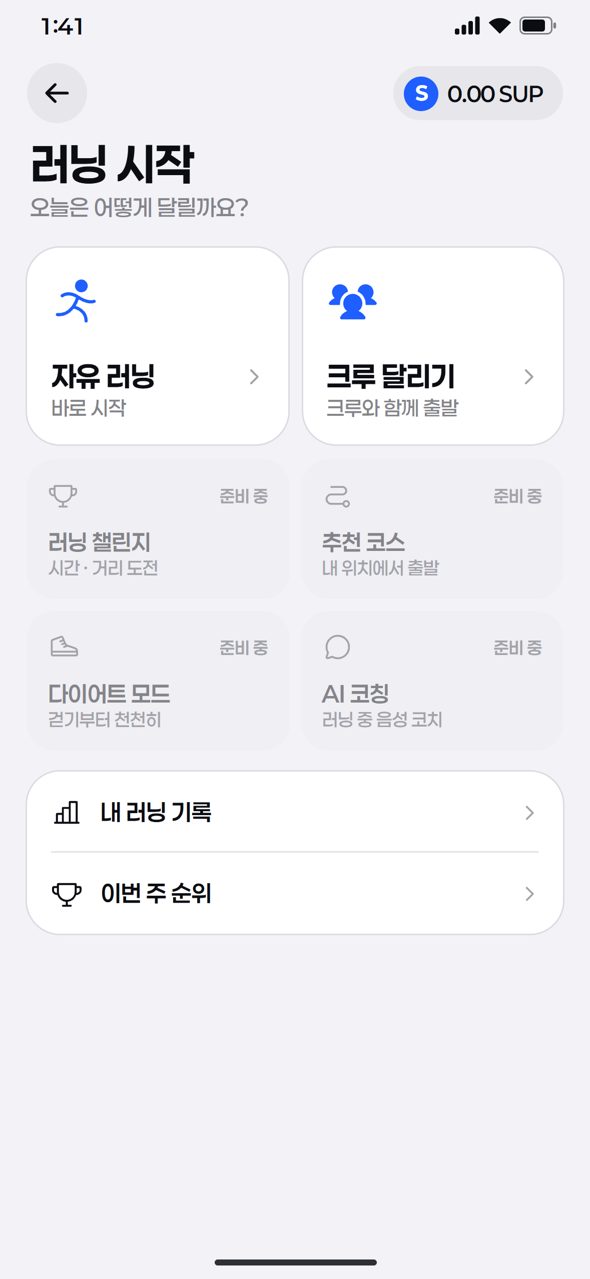 1:41
S 0.00 SUP
러닝 시작
오늘은 어떻게 달릴까요?
자유 러닝
바로 시작
크루 달리기
크루와 함께 출발
준비 중
러닝 챌린지
시간 · 거리 도전
준비 중
추천 코스
내 위치에서 출발
준비 중
다이어트 모드
걷기부터 천천히
준비 중
AI 코칭
러닝 중 음성 코치
내 러닝 기록
이번 주 순위